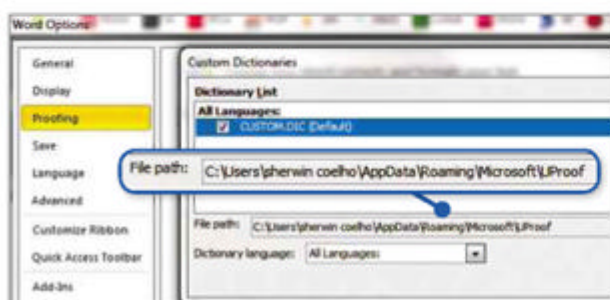 Word Options
General
Display
Proofing
Save
Language
Advanced
Customize Ribbon
Quick Access Toolbar
Add-Ins
Custom Dictionaries
Dictionary List
All Languages:
CUSTOM.DIC (Default)
File path: C:\Users\sherwin coelho\AppData\Roaming\Microsoft\UProof
File path: C:\Users\sherwin coelho\AppData\Roaming\Microsoft\UProof
Dictionary language: All Languages: